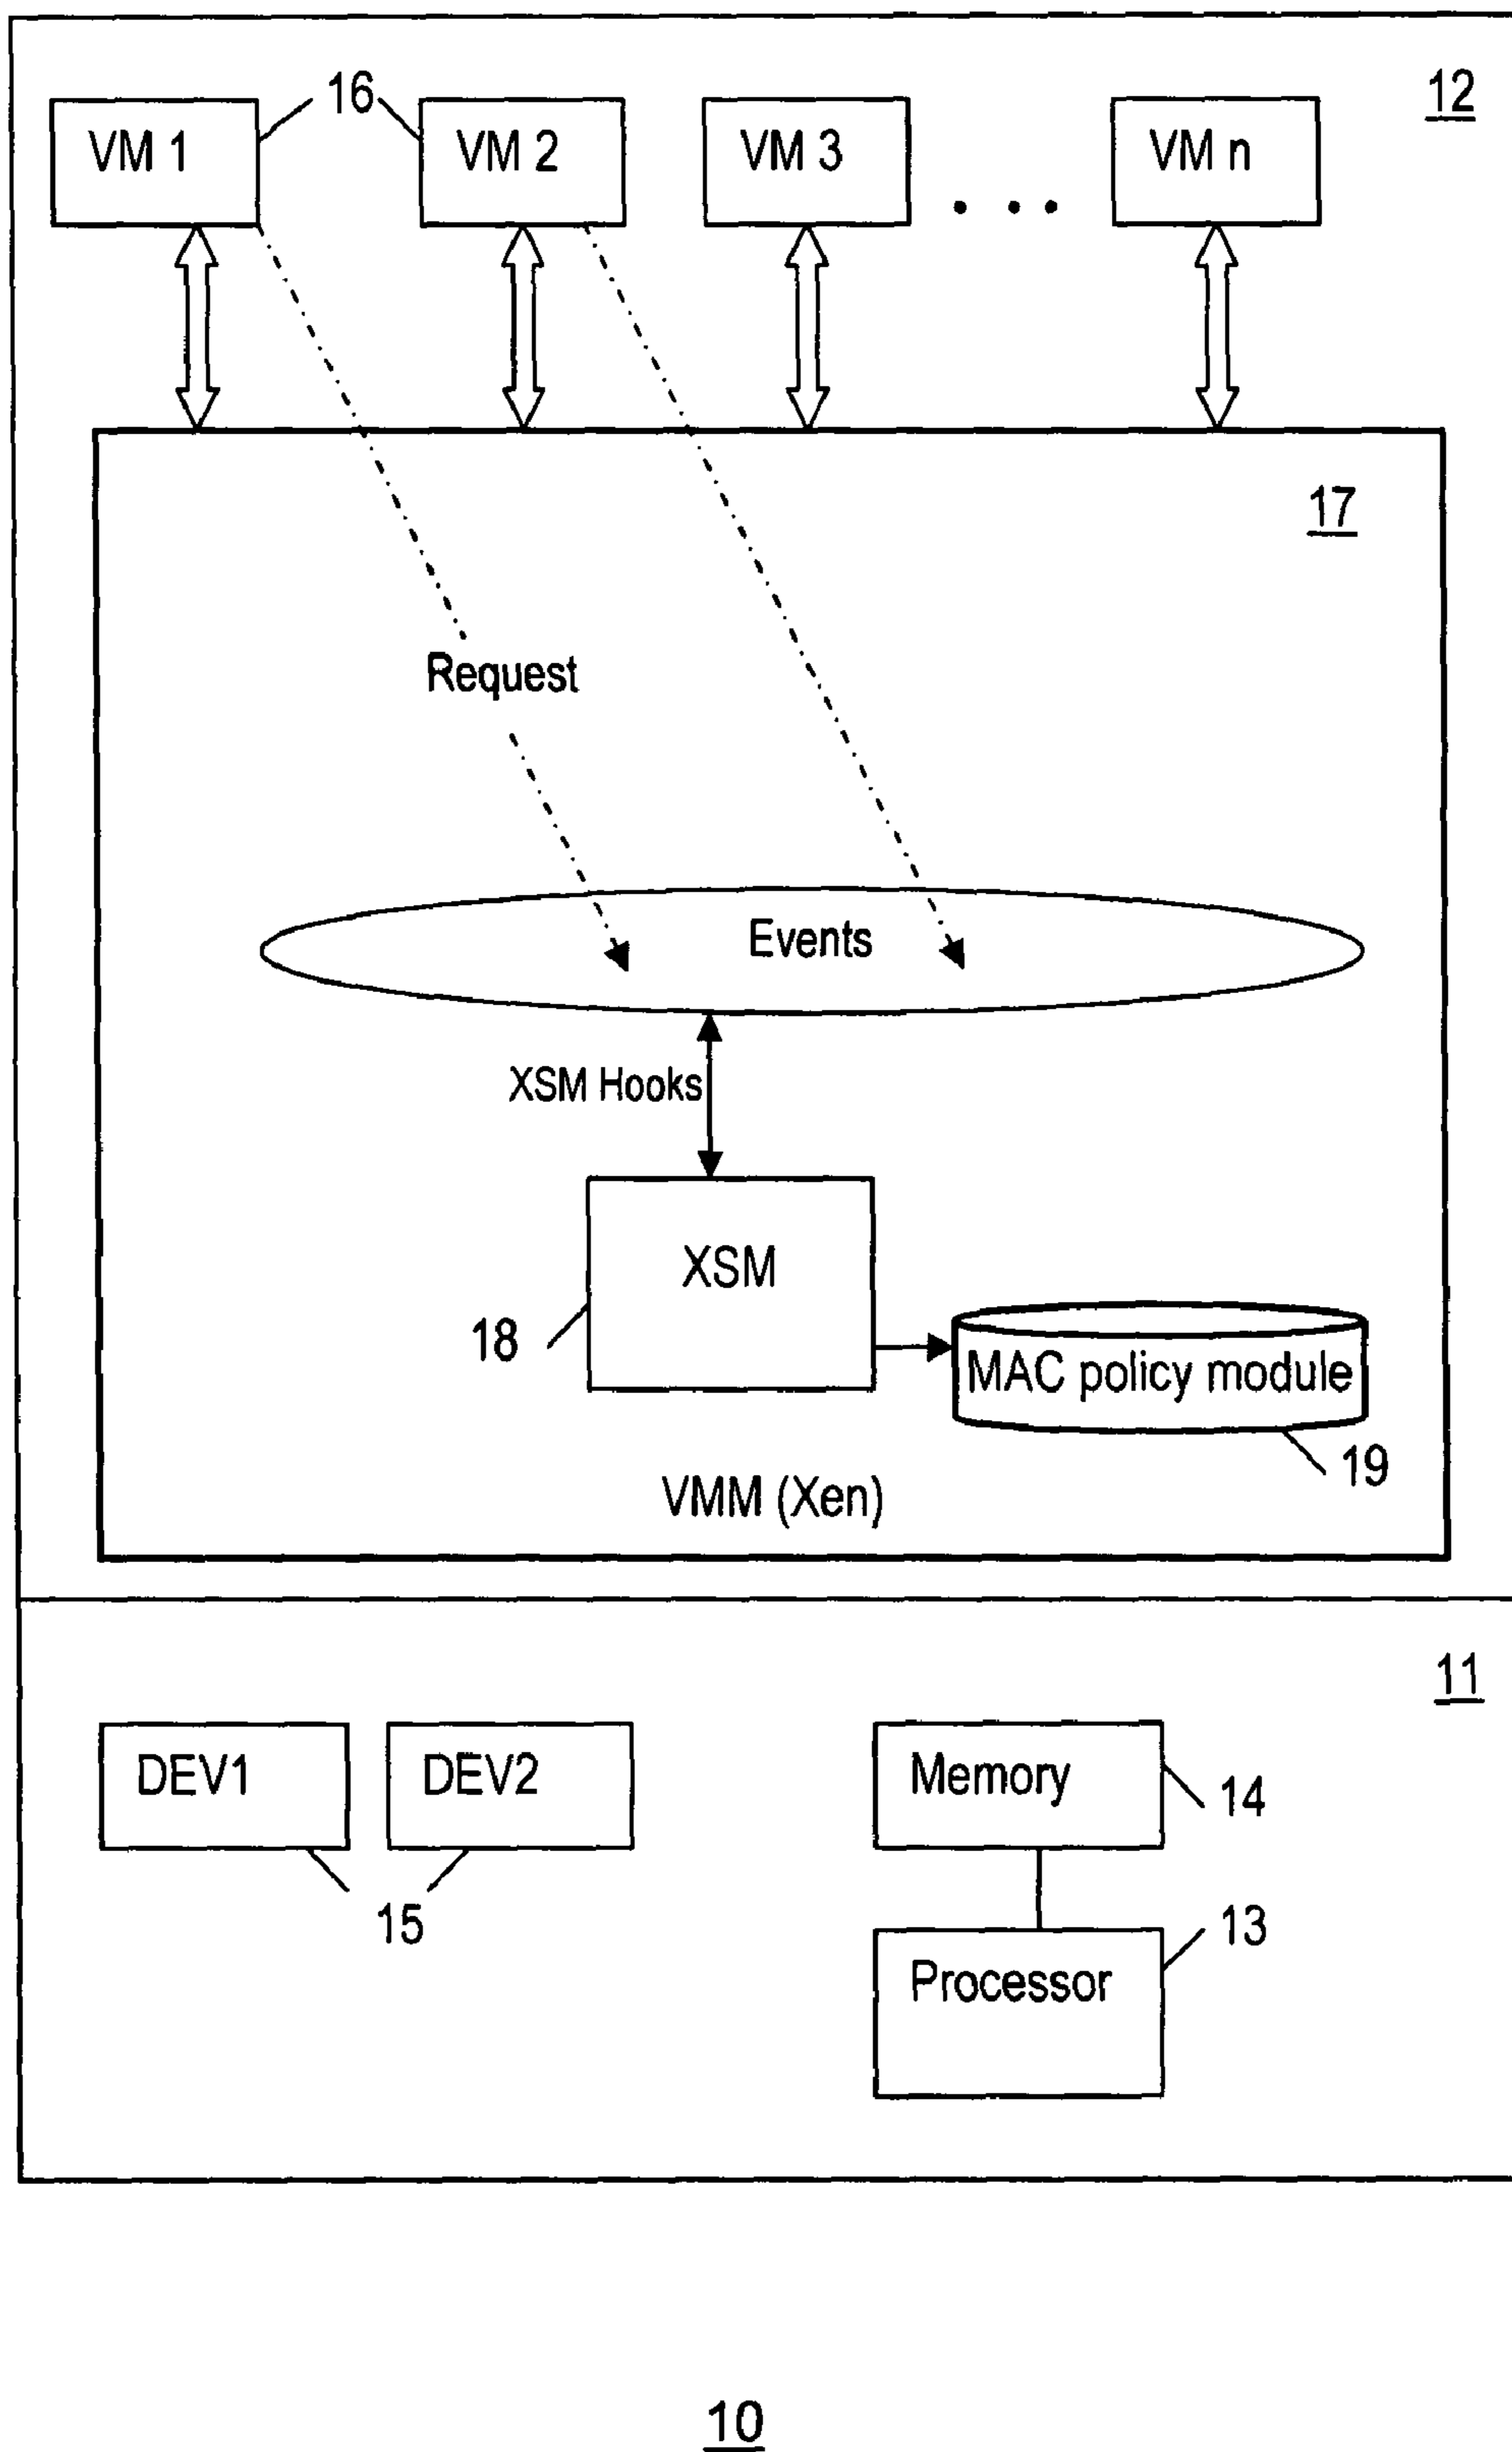 12
16
VM 1
VM 2
VM 3
VM n
17
Request
Events
XSM Hooks
XSM
18
MAC policy module
19
VMM (Xen)
11
DEV1
DEV2
Memory
14
15
13
Processor
10